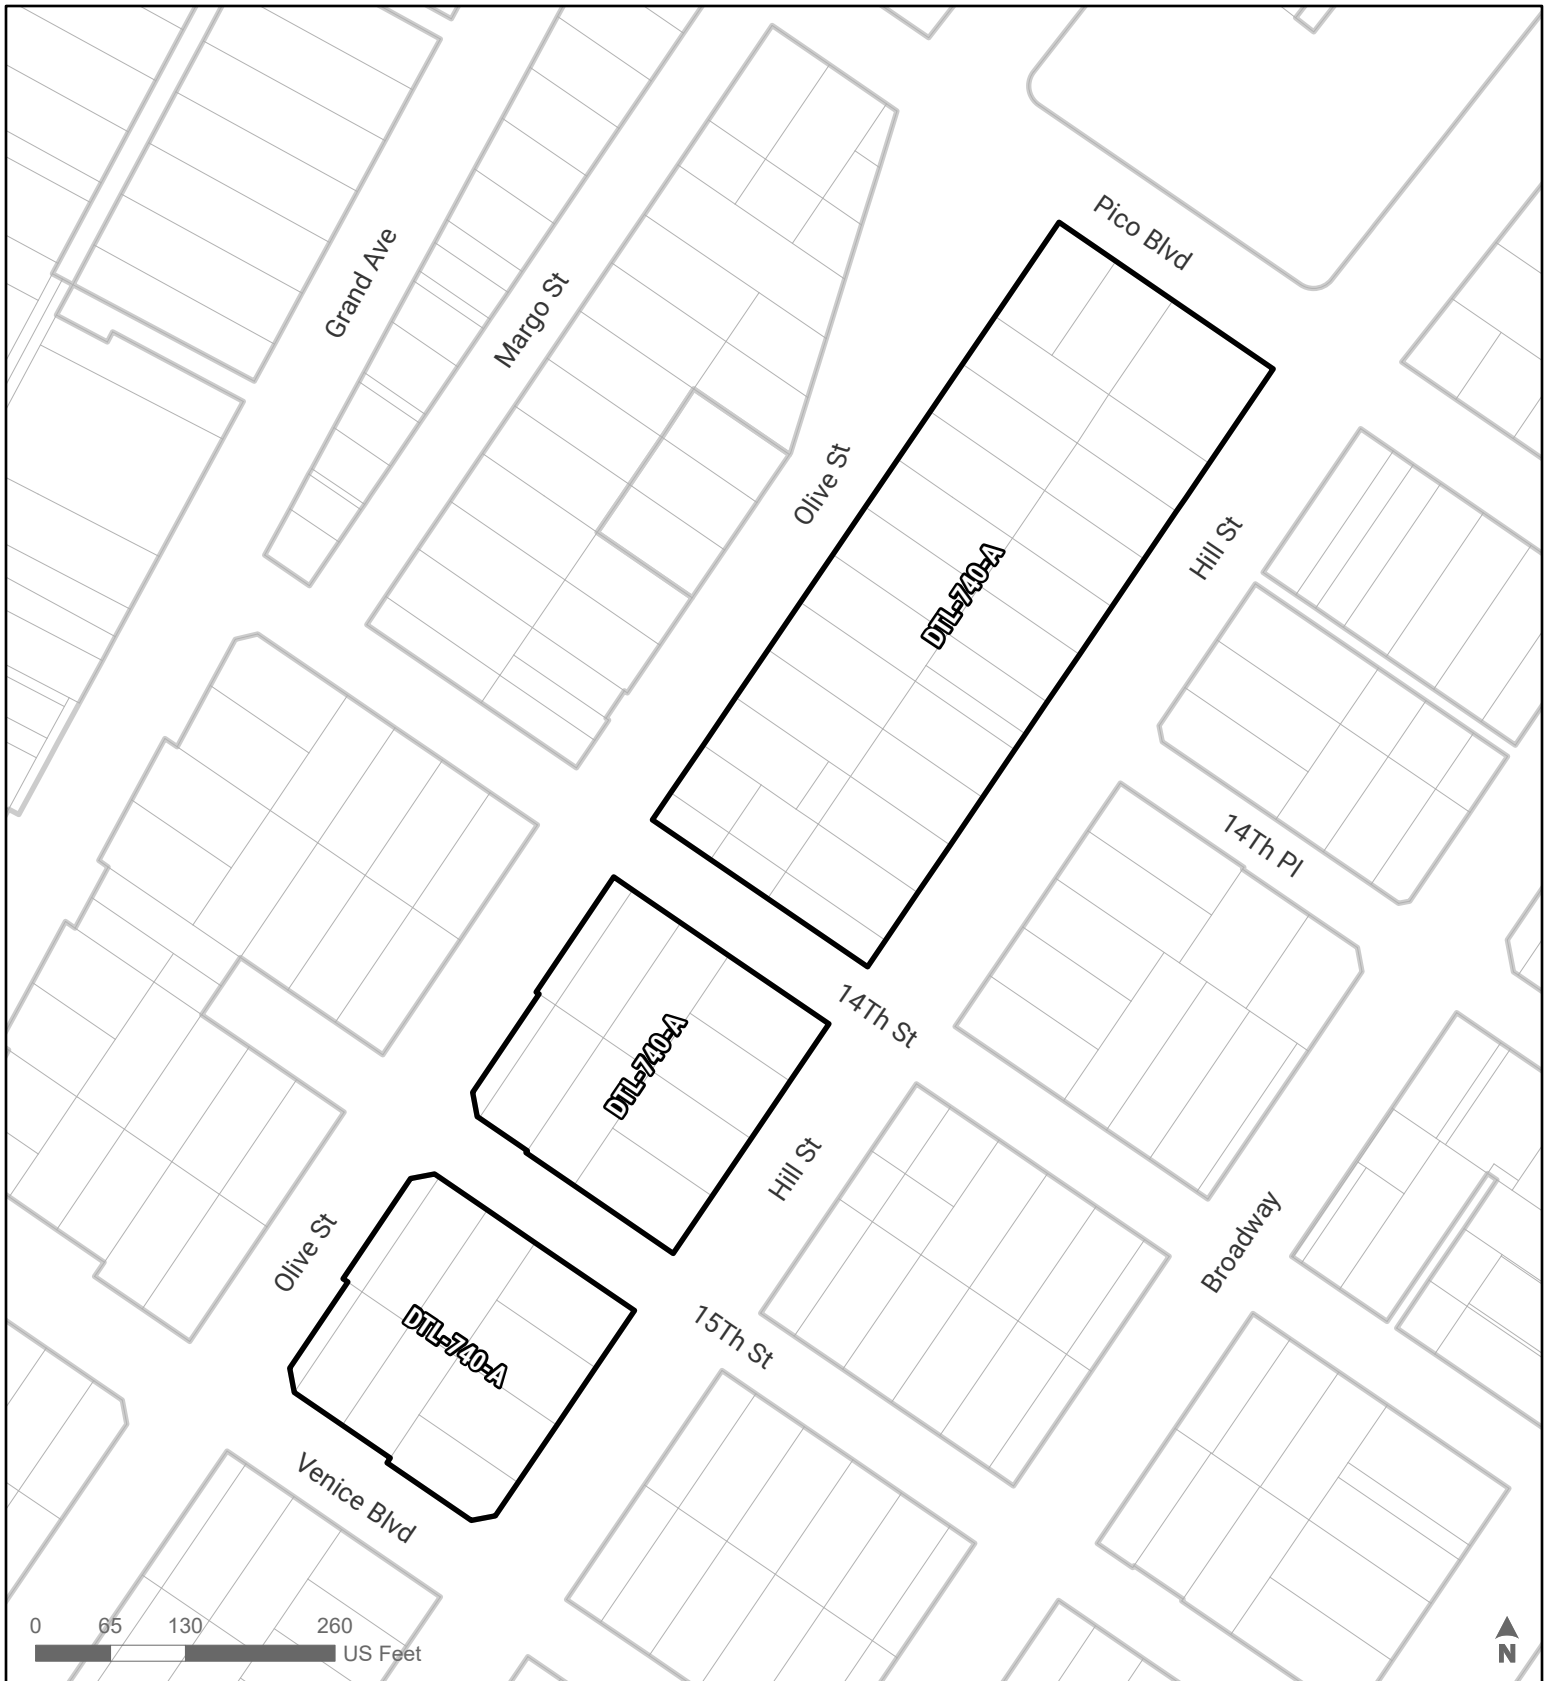 Pico Blvd
Grand Ave
Margo St
Olive St
Hill St
DTL-740-A
14Th Pl
14Th St
DTL-740-A
Hill St
Olive St
Broadway
DTL-740-A
15Th St
Venice Blvd
0 65 130 260
US Feet
N